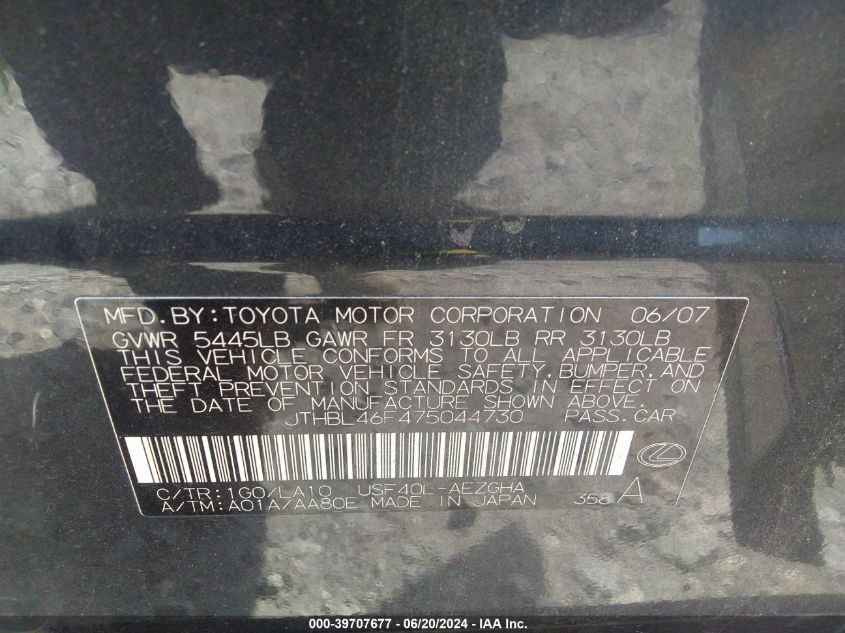 MFD. BY: TOYOTA MOTOR CORPORATION 06/07
GVWR 5445LB GAWR FR 3130LB RR 3130LB
THIS VEHICLE CONFORMS TO ALL APPLICABLE
FEDERAL MOTOR VEHICLE SAFETY, BUMPER, AND
THEFT PREVENTION STANDARDS IN EFFECT ON
THE DATE OF MANUFACTURE SHOWN ABOVE.
JTHBL46F475044730 PASS. CAR
C/TR: 1G0/LA10 USF40L-AEZGHA
A/TM: A01A/AA80E MADE IN JAPAN 358 A
000-39707677 - 06/20/2024 - IAA Inc.